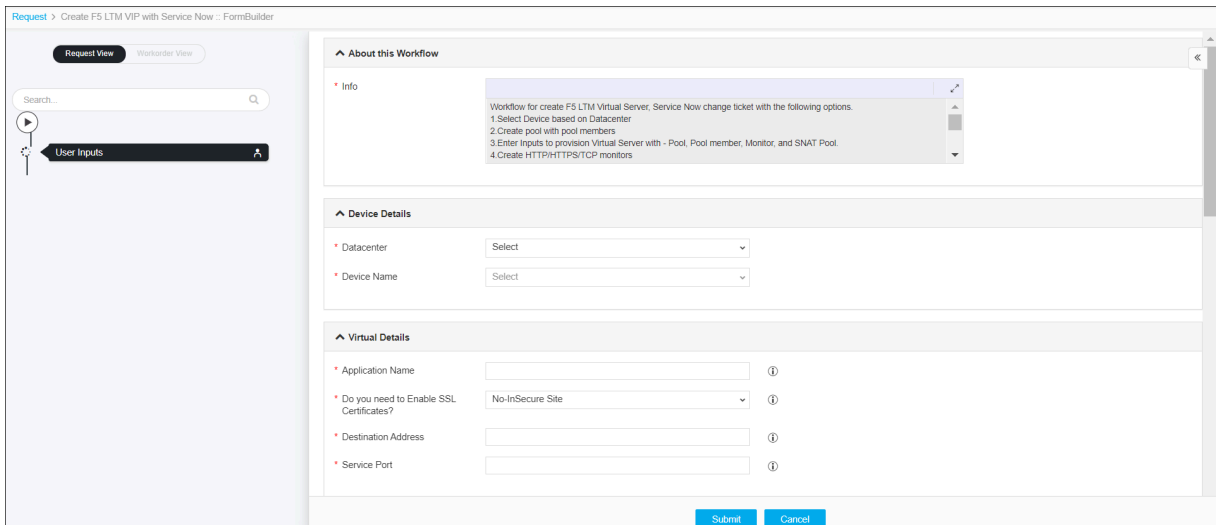 Request > Create F5 LTM VIP with Service Now :: FormBuilder
Request View
Workorder View
Search...
User Inputs
About this Workflow
* Info
Workflow for create F5 LTM Virtual Server, Service Now change ticket with the following options.
1.Select Device based on Datacenter
2.Create pool with pool members
3.Enter Inputs to provision Virtual Server with - Pool, Pool member, Monitor, and SNAT Pool.
4.Create HTTP/HTTPS/TCP monitors
Device Details
* Datacenter
Select
* Device Name
Select
Virtual Details
* Application Name
* Do you need to Enable SSL
Certificates?
No-InSecure Site
* Destination Address
* Service Port
Submit
Cancel